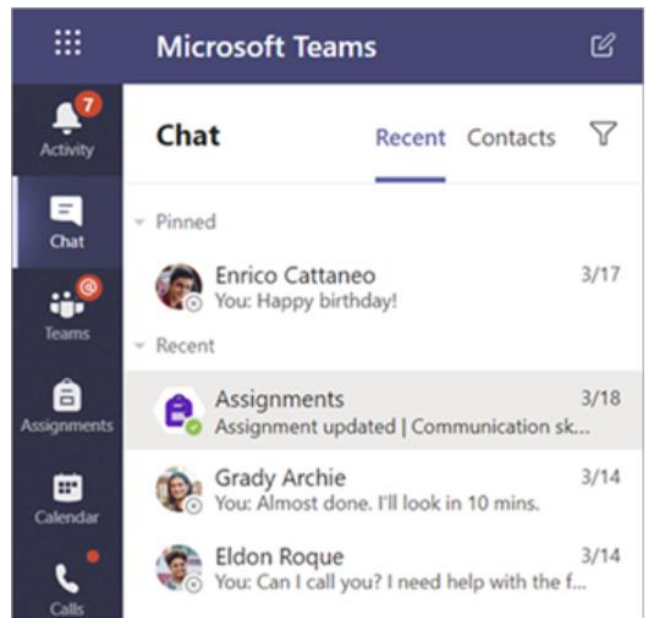 Microsoft Teams
7
Activity
Chat
Teams
Assignments
Calendar
Calls
Chat Recent Contacts
Pinned
Enrico Cattaneo 3/17
You: Happy birthday!
Recent
Assignments 3/18
Assignment updated | Communication sk...
Grady Archie 3/14
You: Almost done. I'll look in 10 mins.
Eldon Roque 3/14
You: Can I call you? I need help with the f...